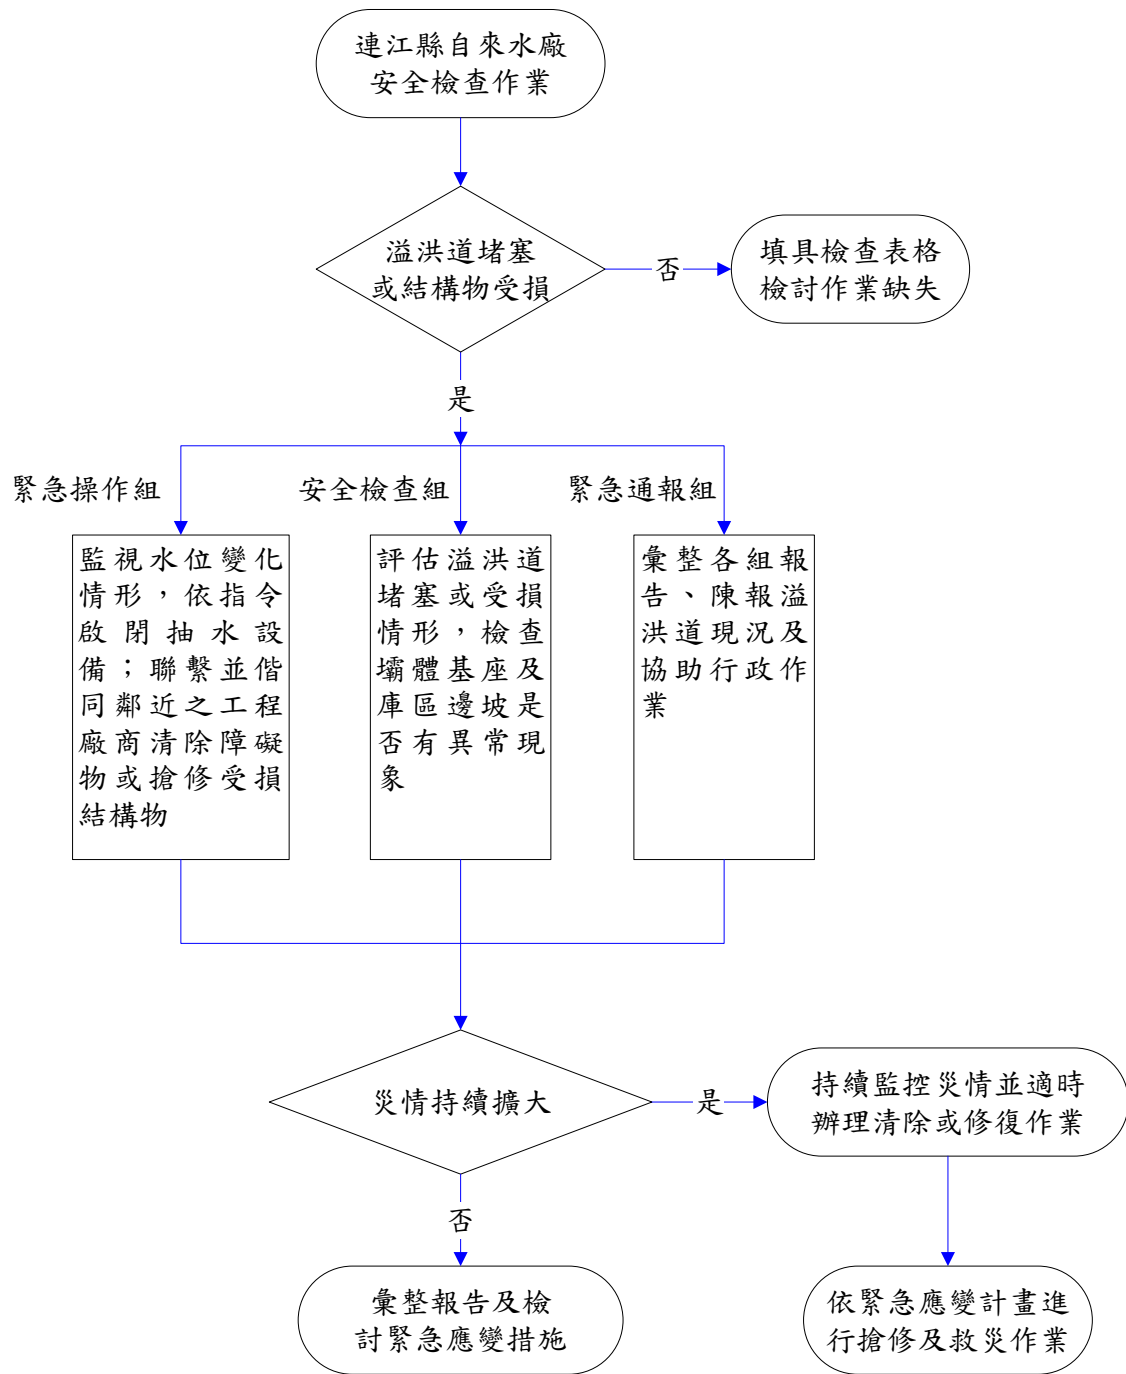 連江縣自來水廠
安全檢查作業
溢洪道堵塞
或結構物受損
否
填具檢查表格
檢討作業缺失
是
緊急操作組
安全檢查組
緊急通報組
監視水位變化
情形，依指令
啟閉抽水設
備；聯繫並偕
同鄰近之工程
廠商清除障礙
物或搶修受損
結構物
評估溢洪道
堵塞或受損
情形，檢查
壩體基座及
庫區邊坡是
否有異常現
象
彙整各組報
告、陳報溢
洪道現況及
協助行政作
業
災情持續擴大
是
持續監控災情並適時
辦理清除或修復作業
否
彙整報告及檢
討緊急應變措施
依緊急應變計畫進
行搶修及救災作業